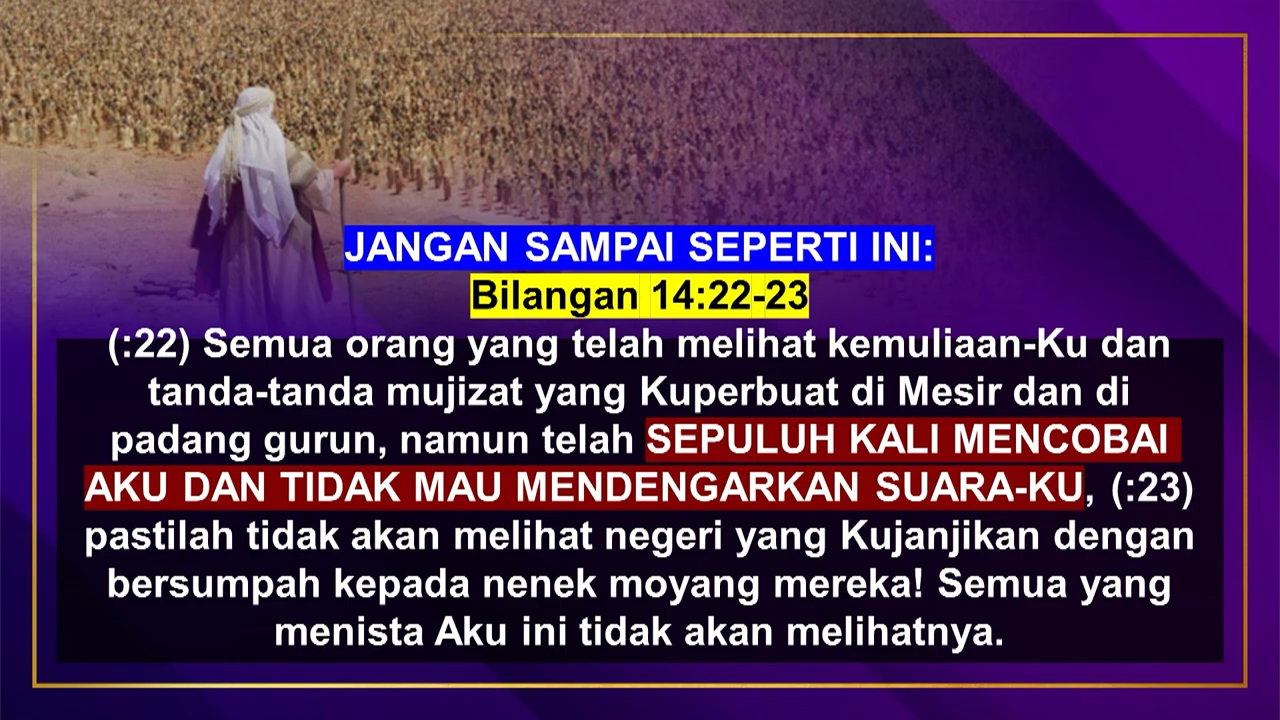 JANGAN SAMPAI SEPERTI INI:
Bilangan 14:22-23
(:22) Semua orang yang telah melihat kemuliaan-Ku dan
tanda-tanda mujizat yang Kuperbuat di Mesir dan di
padang gurun, namun telah SEPULUH KALI MENCOBAI
AKU DAN TIDAK MAU MENDENGARKAN SUARA-KU, (:23)
pastilah tidak akan melihat negeri yang Kujanjikan dengan
bersumpah kepada nenek moyang mereka! Semua yang
menista Aku ini tidak akan melihatnya.